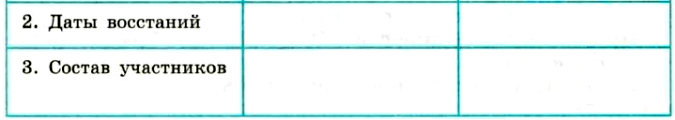 2. Даты восстаний
3. Состав участников